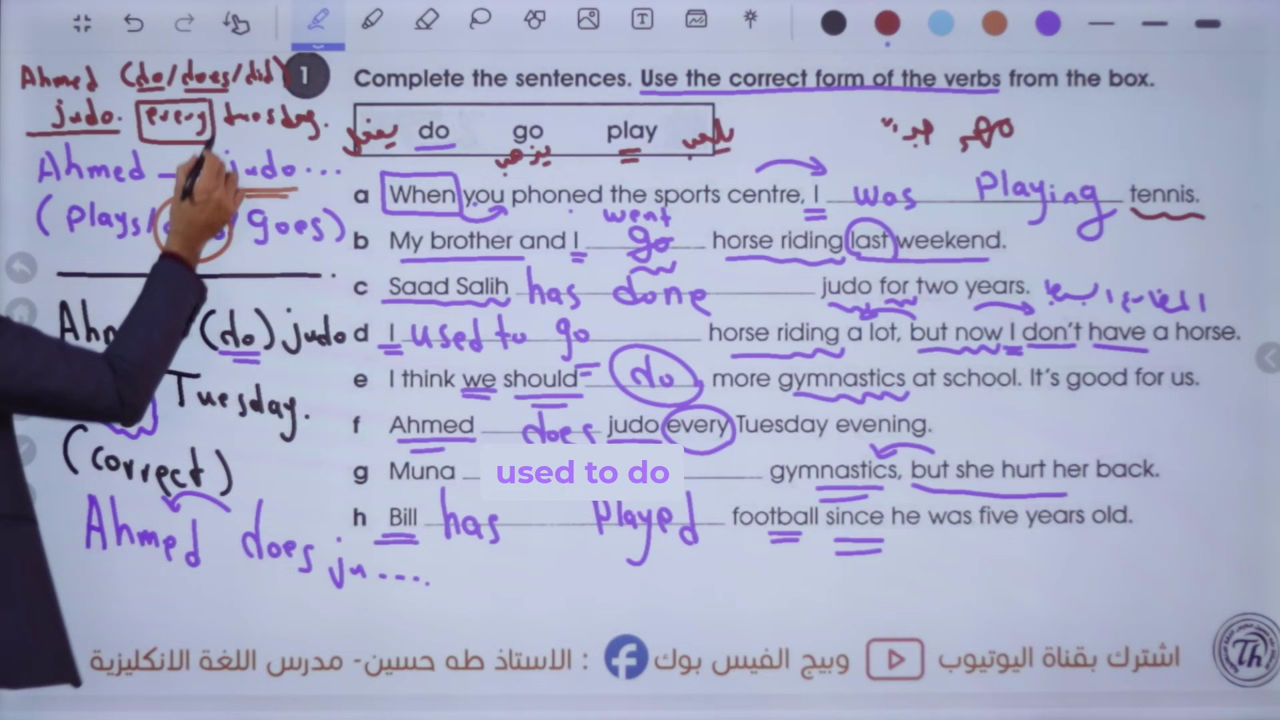 Ahmed (do/does/did)
judo. every tuesday.
Ahmed judo...
(plays/ goes)
(do) judo
Tuesday.
(correct)
Ahmed does ju....
1 Complete the sentences. Use the correct form of the verbs from the box.
يفعل do go play يلعب
يذهب
a When you phoned the sports centre, I was playing tennis.
went
b My brother and I go horse riding last weekend.
c Saad Salih has done judo for two years.
d I used to go horse riding a lot, but now I don't have a horse.
e I think we should do more gymnastics at school. It's good for us.
f Ahmed does judo every Tuesday evening.
g Muna used to do gymnastics, but she hurt her back.
h Bill has played football since he was five years old.
اشترك بقناة اليوتيوب وبيج الفيس بوك : الاستاذ طه حسين- مدرس اللغة الانكليزية
Th